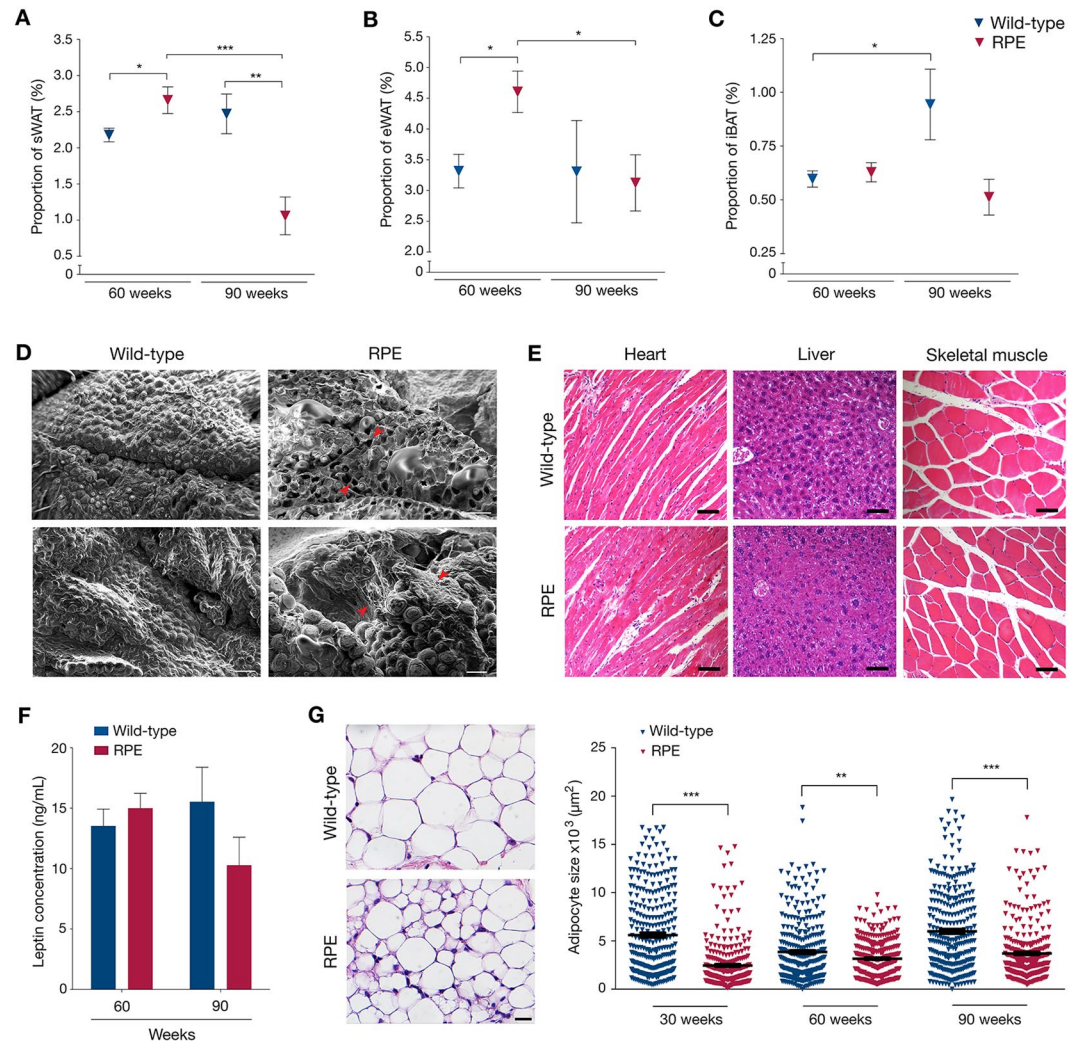 A
3.5
3.0
2.5
2.0
1.5
1.0
0.5
0
Proportion of sWAT (%)
*
***
**
60 weeks
90 weeks
B
5.5
5.0
4.5
4.0
3.5
3.0
2.5
2.0
0
Proportion of eWAT (%)
*
*
60 weeks
90 weeks
C
Wild-type
RPE
1.25
1.00
0.75
0.50
0.25
0
Proportion of iBAT (%)
*
60 weeks
90 weeks
D
Wild-type
RPE
E
Heart
Liver
Skeletal muscle
Wild-type
RPE
F
Wild-type
RPE
20
15
10
5
0
Leptin concentration (ng/mL)
60
90
Weeks
G
Wild-type
RPE
Wild-type
RPE
25
20
15
10
5
0
Adipocyte size x10³ (µm²)
***
**
***
30 weeks
60 weeks
90 weeks